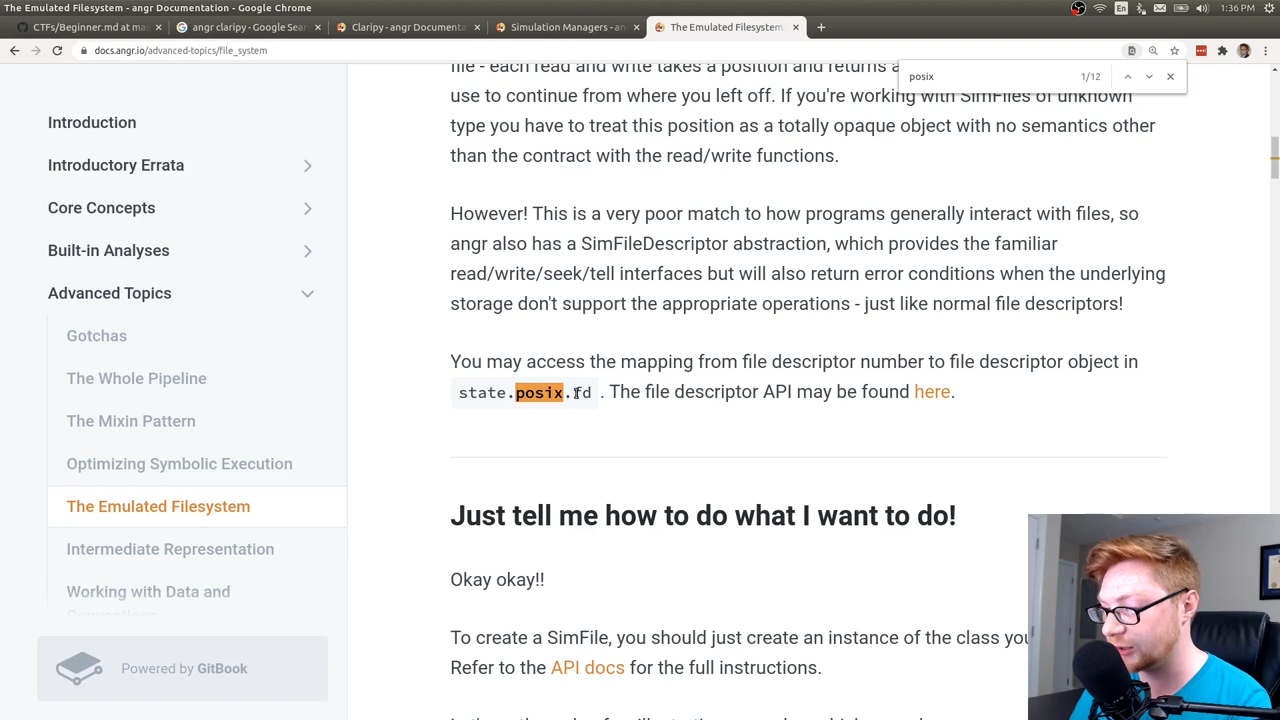 The Emulated Filesystem - angr Documentation - Google Chrome
En
1:36 PM
CTFs/Beginner.md at mas
angr claripy - Google Sear
Claripy - angr Documenta
Simulation Managers - an
The Emulated Filesystem
docs.angr.io/advanced-topics/file_system
posix
1/12
Introduction
Introductory Errata
Core Concepts
Built-in Analyses
Advanced Topics
Gotchas
The Whole Pipeline
The Mixin Pattern
Optimizing Symbolic Execution
The Emulated Filesystem
Intermediate Representation
Working with Data and
Conventions
Powered by GitBook
file - each read and write takes a position and returns a
use to continue from where you left off. If you're working with SimFiles of unknown
type you have to treat this position as a totally opaque object with no semantics other
than the contract with the read/write functions.
However! This is a very poor match to how programs generally interact with files, so
angr also has a SimFileDescriptor abstraction, which provides the familiar
read/write/seek/tell interfaces but will also return error conditions when the underlying
storage don't support the appropriate operations - just like normal file descriptors!
You may access the mapping from file descriptor number to file descriptor object in
state.posix.fd. The file descriptor API may be found here.
Just tell me how to do what I want to do!
Okay okay!!
To create a SimFile, you should just create an instance of the class you
Refer to the API docs for the full instructions.